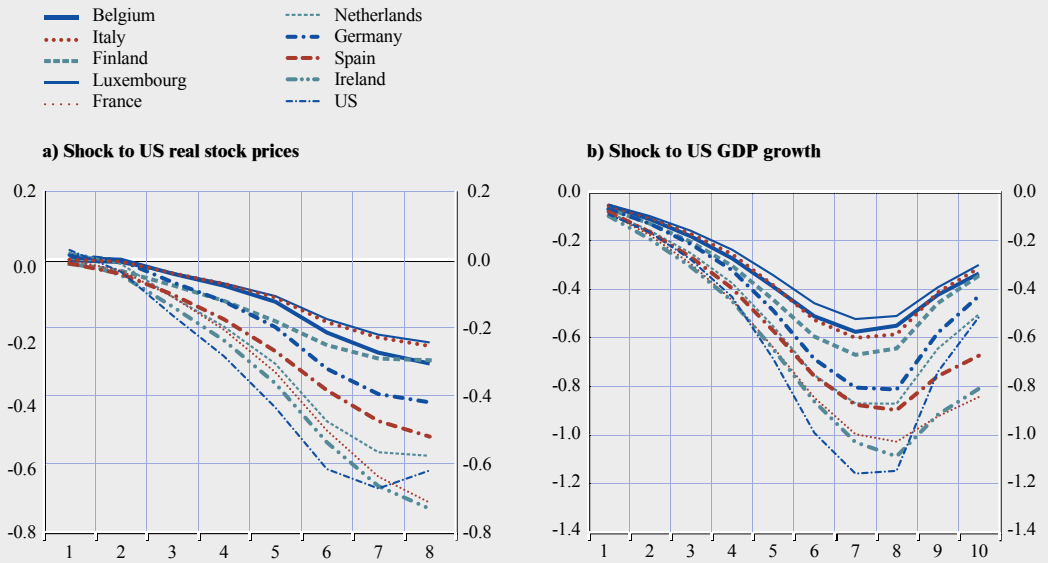 Belgium
Italy
Finland
Luxembourg
France
Netherlands
Germany
Spain
Ireland
US
a) Shock to US real stock prices
0.2
0.0
-0.2
-0.4
-0.6
-0.8
0.2
0.0
-0.2
-0.4
-0.6
-0.8
1 2 3 4 5 6 7 8
b) Shock to US GDP growth
0.0
-0.2
-0.4
-0.6
-0.8
-1.0
-1.2
-1.4
0.0
-0.2
-0.4
-0.6
-0.8
-1.0
-1.2
-1.4
1 2 3 4 5 6 7 8 9 10